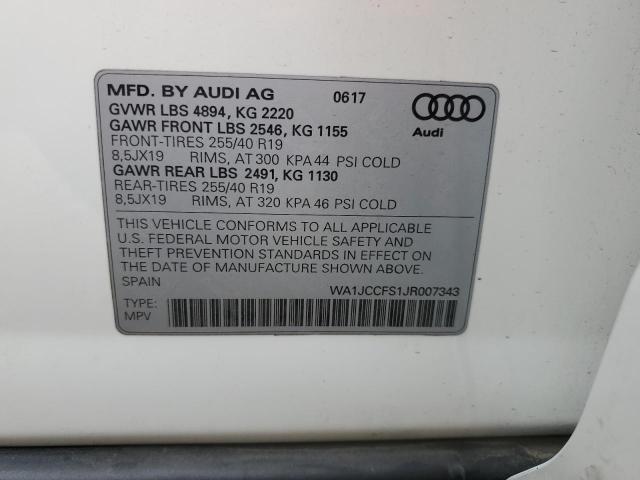 MFD. BY AUDI AG 0617
GVWR LBS 4894, KG 2220
GAWR FRONT LBS 2546, KG 1155
FRONT-TIRES 255/40 R19
8,5JX19 RIMS, AT 300 KPA 44 PSI COLD
GAWR REAR LBS 2491, KG 1130
REAR-TIRES 255/40 R19
8,5JX19 RIMS, AT 320 KPA 46 PSI COLD
Audi
THIS VEHICLE CONFORMS TO ALL APPLICABLE
U.S. FEDERAL MOTOR VEHICLE SAFETY AND
THEFT PREVENTION STANDARDS IN EFFECT ON
THE DATE OF MANUFACTURE SHOWN ABOVE.
SPAIN WA1JCCFS1JR007343
TYPE:
MPV